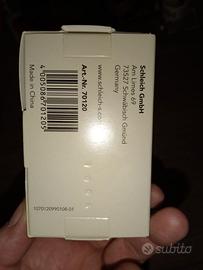 Schleich GmbH
Am Limes 69
73527 Schwäbisch Gmünd
Germany
www.schleich-s.co
Art.-Nr. 70120
4 005086 701205
Made in China
subito